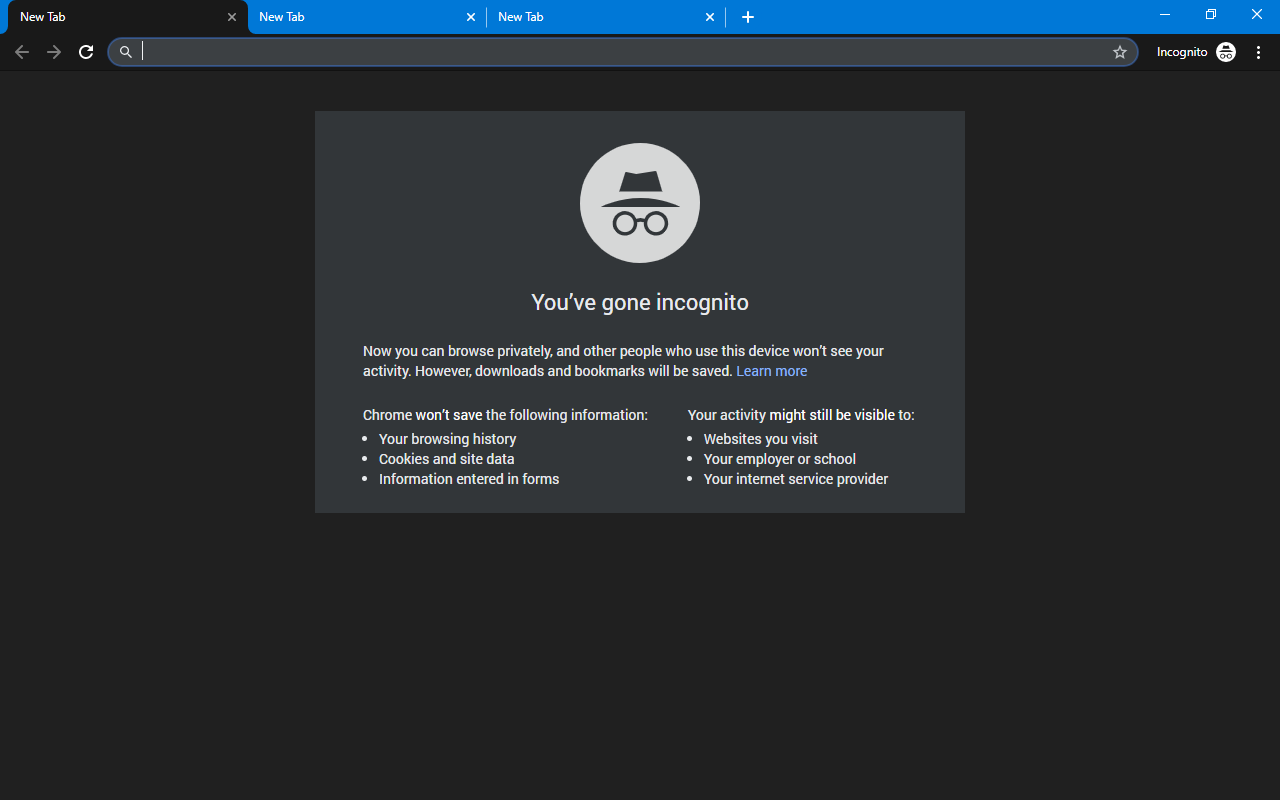 New Tab
New Tab
New Tab
Incognito
You've gone incognito
Now you can browse privately, and other people who use this device won't see your
activity. However, downloads and bookmarks will be saved. Learn more
Chrome won't save the following information:
• Your browsing history
• Cookies and site data
• Information entered in forms
Your activity might still be visible to:
• Websites you visit
• Your employer or school
• Your internet service provider